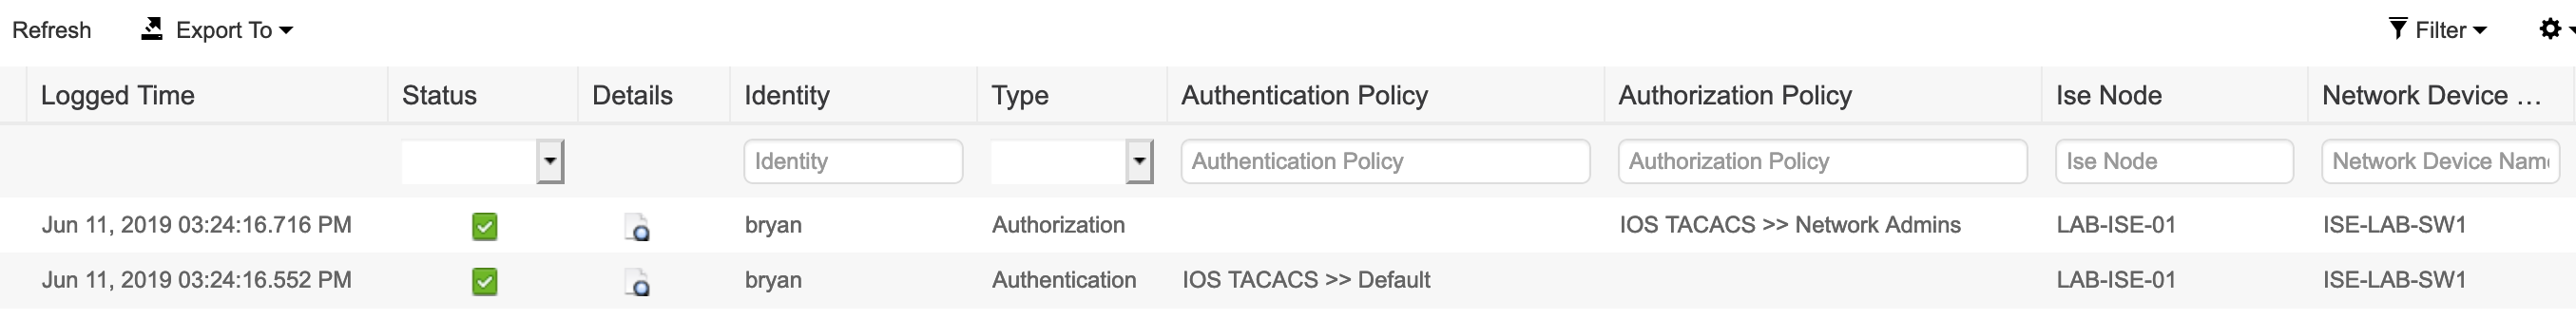 Refresh Export To Filter
Logged Time Status Details Identity Type Authentication Policy Authorization Policy Ise Node Network Device ...
Identity Authentication Policy Authorization Policy Ise Node Network Device Nam
Jun 11, 2019 03:24:16.716 PM bryan Authorization IOS TACACS >> Network Admins LAB-ISE-01 ISE-LAB-SW1
Jun 11, 2019 03:24:16.552 PM bryan Authentication IOS TACACS >> Default LAB-ISE-01 ISE-LAB-SW1